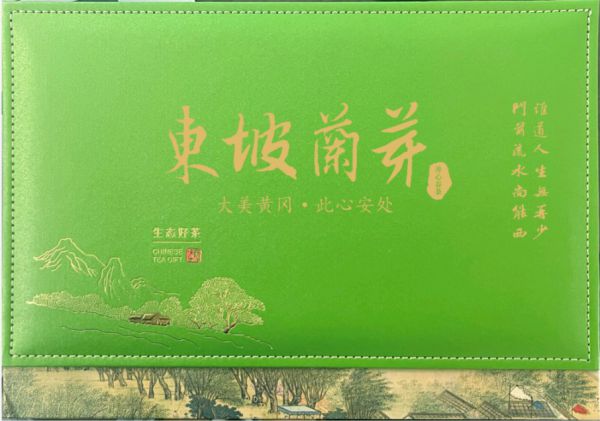 東坡蘭芽
大美黄冈·此心安处
生态好茶
CHINESE
TEA GIFT
誰道人生無再少
門前流水尚能西